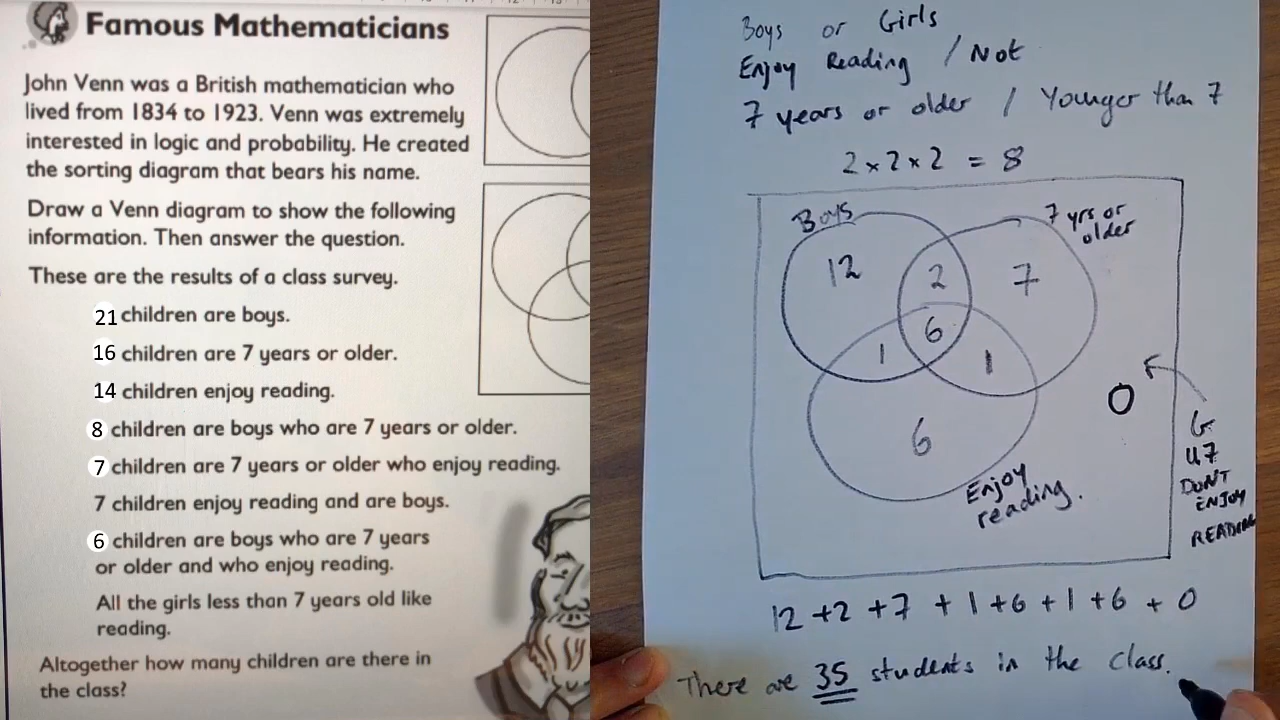 Famous Mathematicians
John Venn was a British mathematician who
lived from 1834 to 1923. Venn was extremely
interested in logic and probability. He created
the sorting diagram that bears his name.
Draw a Venn diagram to show the following
information. Then answer the question.
These are the results of a class survey.
21 children are boys.
16 children are 7 years or older.
14 children enjoy reading.
8 children are boys who are 7 years or older.
7 children are 7 years or older who enjoy reading.
7 children enjoy reading and are boys.
6 children are boys who are 7 years
or older and who enjoy reading.
All the girls less than 7 years old like
reading.
Altogether how many children are there in
the class?
Boys or Girls
Enjoy Reading / Not
7 years or older / Younger than 7
2 x 2 x 2 = 8
Boys
7 yrs or
older
12
2
7
6
1
1
6
0
Enjoy
reading.
G
U7
DON'T
ENJOY
READING
12 + 2 + 7 + 1 + 6 + 1 + 6 + 0
There are 35 students in the class.